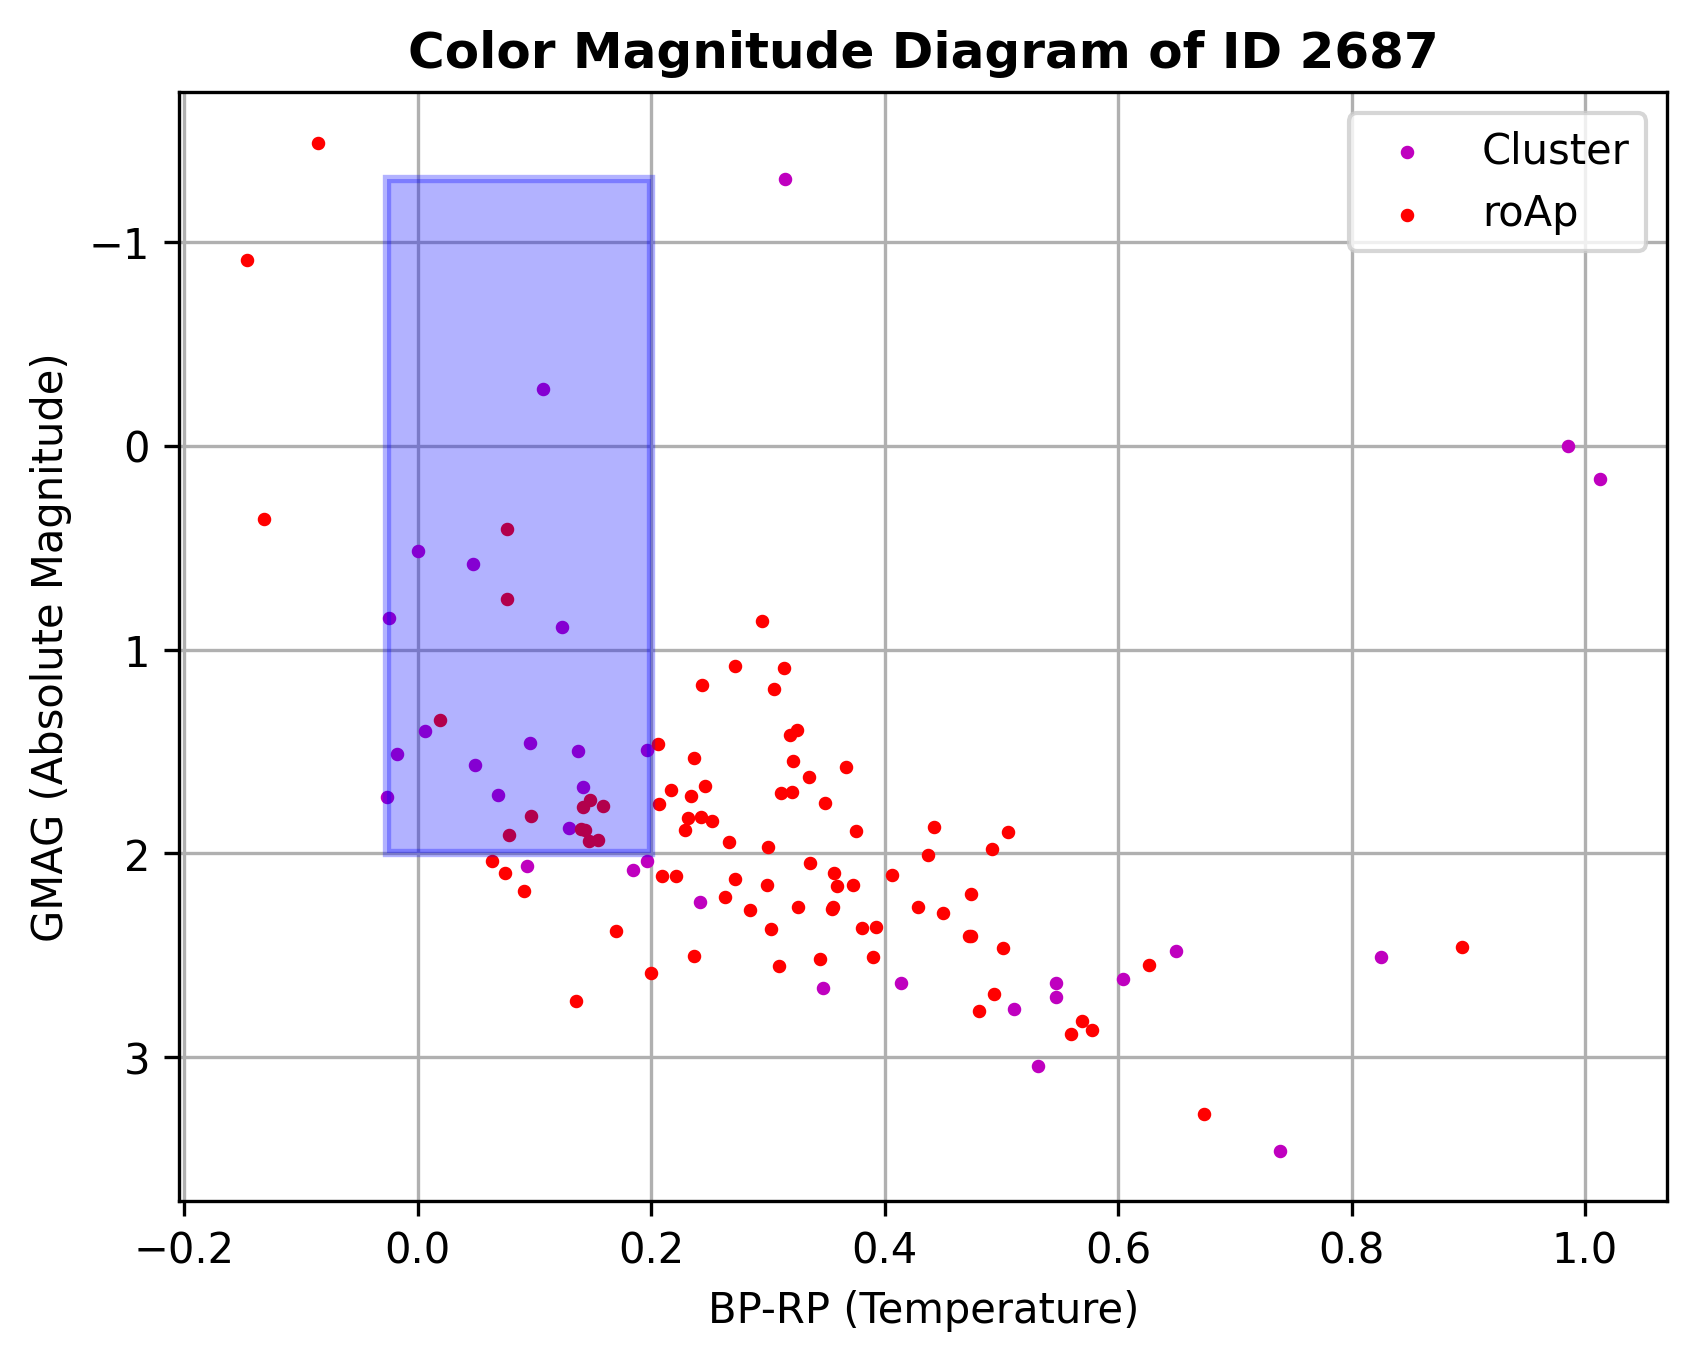 Color Magnitude Diagram of ID 2687
Cluster
roAp
GMAG (Absolute Magnitude)
−1
0
1
2
3
−0.2 0.0 0.2 0.4 0.6 0.8 1.0
BP-RP (Temperature)